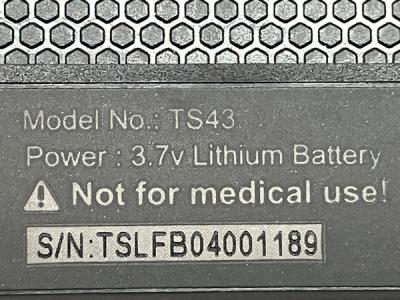 Model No.: TS43
Power : 3.7v Lithium Battery
Not for medical use!
S/N:TSLFB04001189